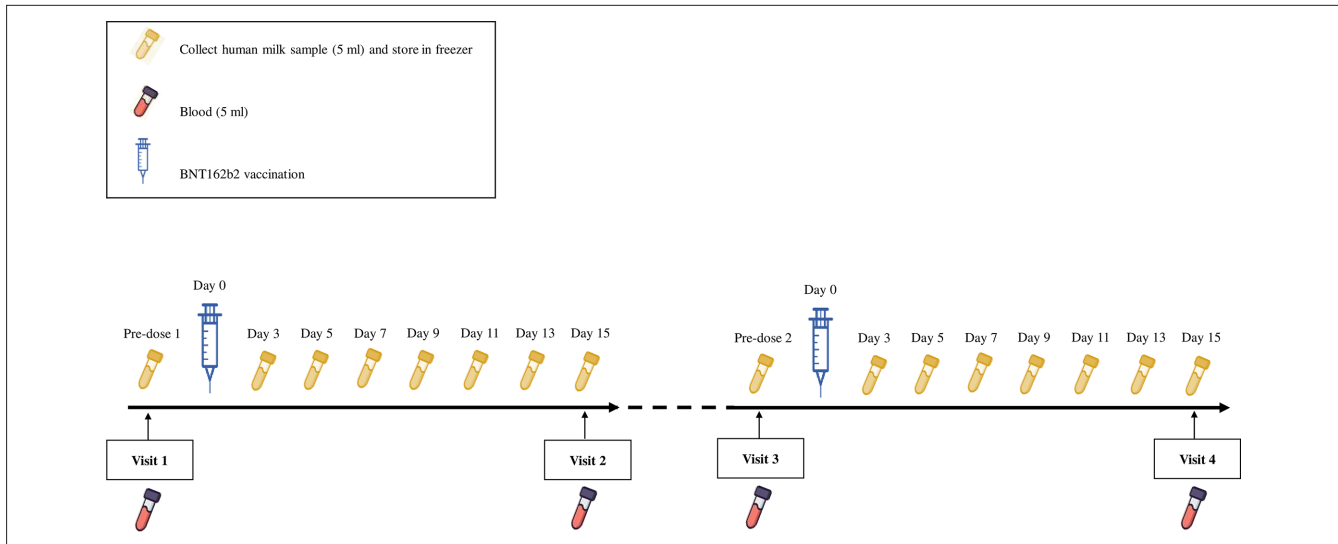 Collect human milk sample (5 ml) and store in freezer
Blood (5 ml)
BNT162b2 vaccination
Day 0
Pre-dose 1
Day 3
Day 5
Day 7
Day 9
Day 11
Day 13
Day 15
Day 0
Pre-dose 2
Day 3
Day 5
Day 7
Day 9
Day 11
Day 13
Day 15
Visit 1
Visit 2
Visit 3
Visit 4